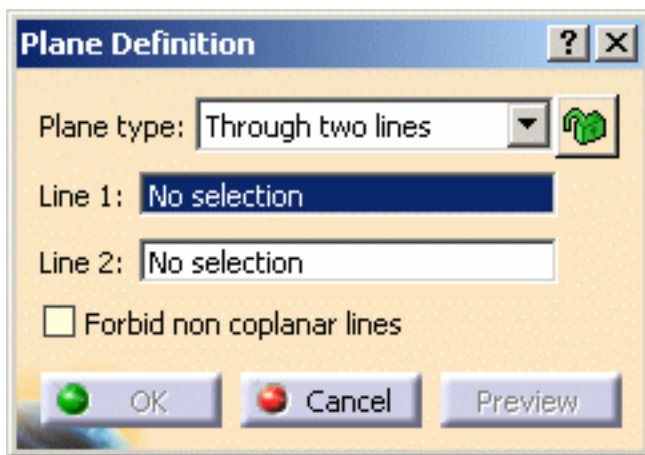 Plane Definition
Plane type: Through two lines
Line 1: No selection
Line 2: No selection
Forbid non coplanar lines
OK Cancel Preview